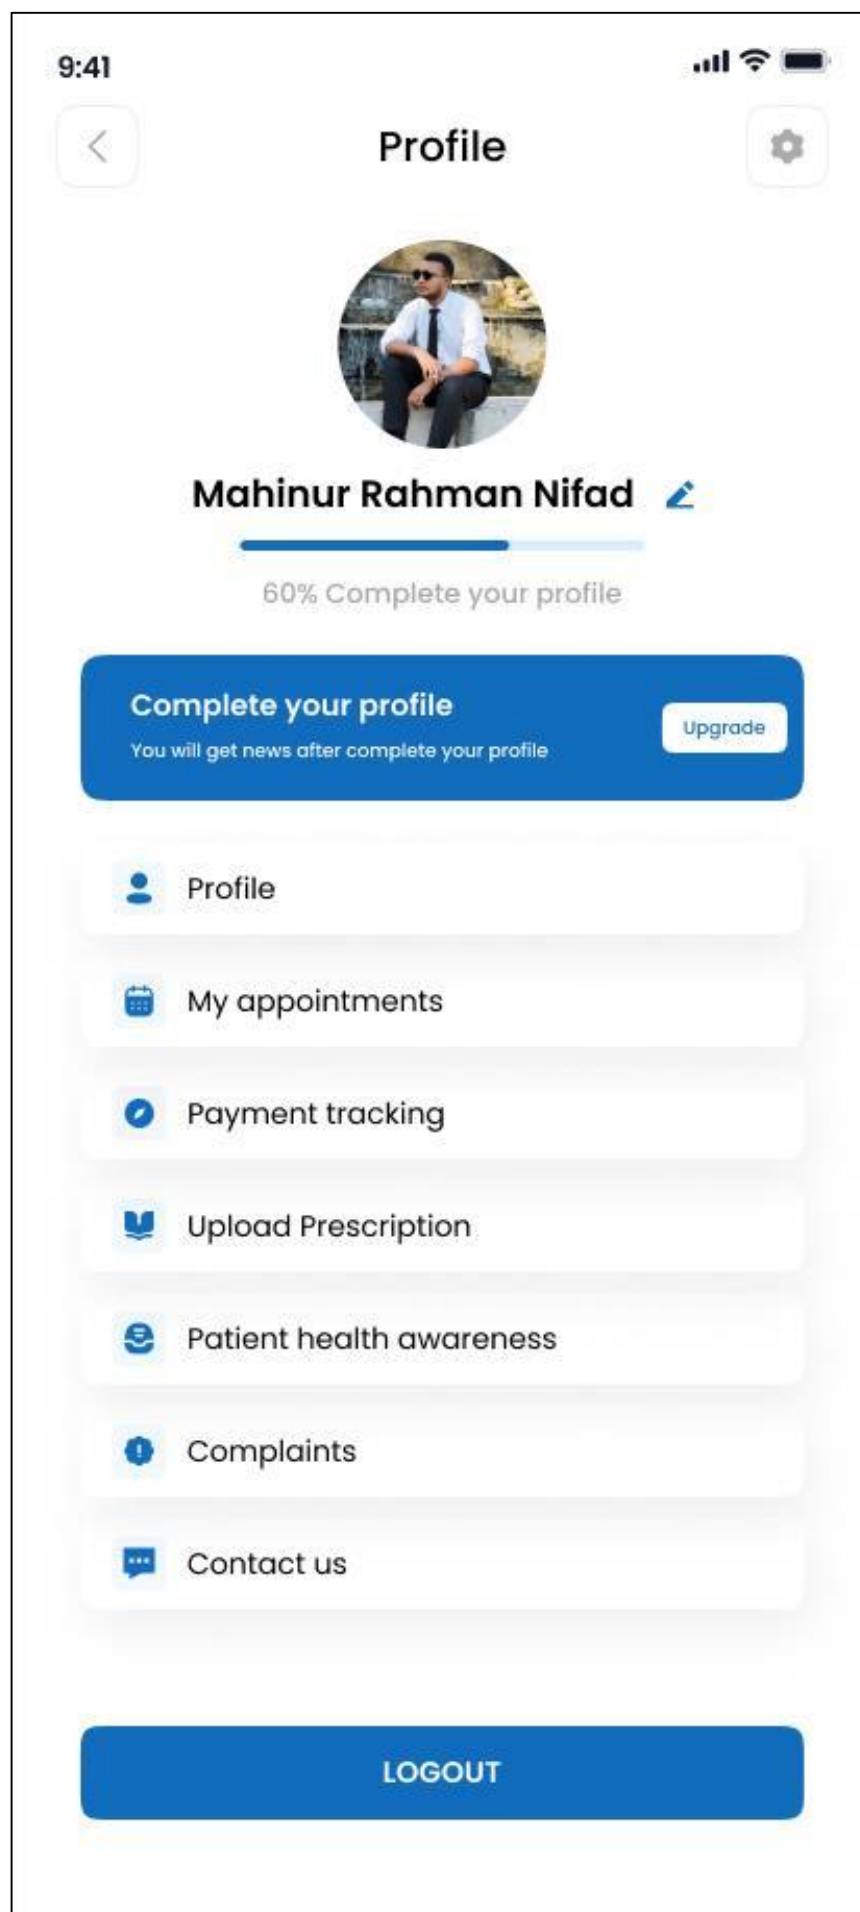 9:41
Profile
Mahinur Rahman Nifad
60% Complete your profile
Complete your profile
You will get news after complete your profile
Upgrade
Profile
My appointments
Payment tracking
Upload Prescription
Patient health awareness
Complaints
Contact us
LOGOUT